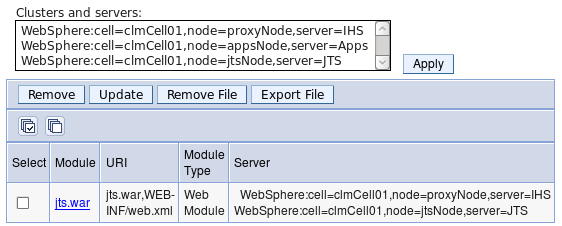 Clusters and servers:
WebSphere:cell=clmCell01,node=proxyNode,server=IHS
WebSphere:cell=clmCell01,node=appsNode,server=Apps
WebSphere:cell=clmCell01,node=jtsNode,server=JTS
Apply
Remove Update Remove File Export File
Select Module URI Module Type Server
jts.war jts.war,WEB-INF/web.xml Web Module WebSphere:cell=clmCell01,node=proxyNode,server=IHS
WebSphere:cell=clmCell01,node=jtsNode,server=JTS